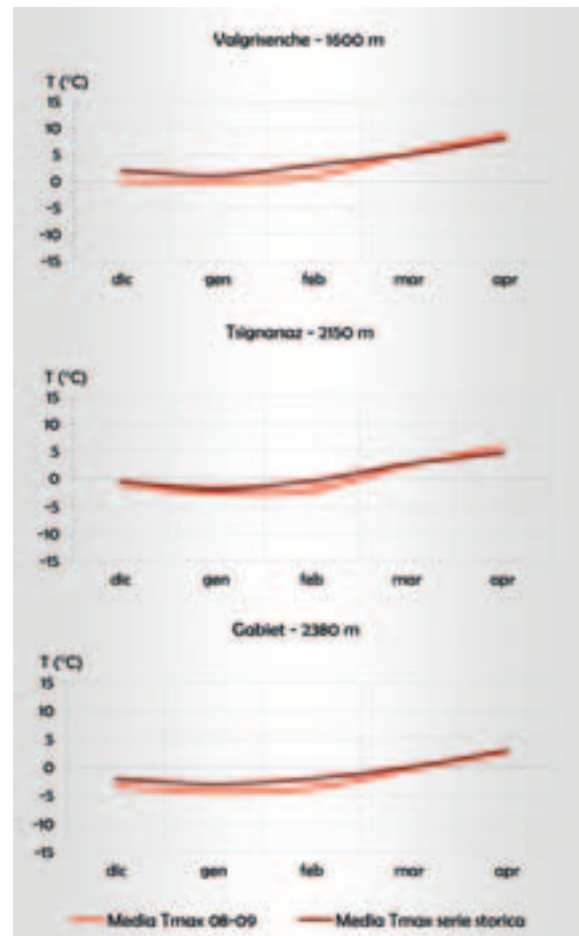 Valgrisenche - 1600 m
T (°C)
15
10
5
0
-5
-10
-15
dic gen feb mar apr
Tsignanaz - 2150 m
T (°C)
15
10
5
0
-5
-10
-15
dic gen feb mar apr
Gabiet - 2380 m
T (°C)
15
10
5
0
-5
-10
-15
dic gen feb mar apr
Media Tmax 08-09 Media Tmax serie storica